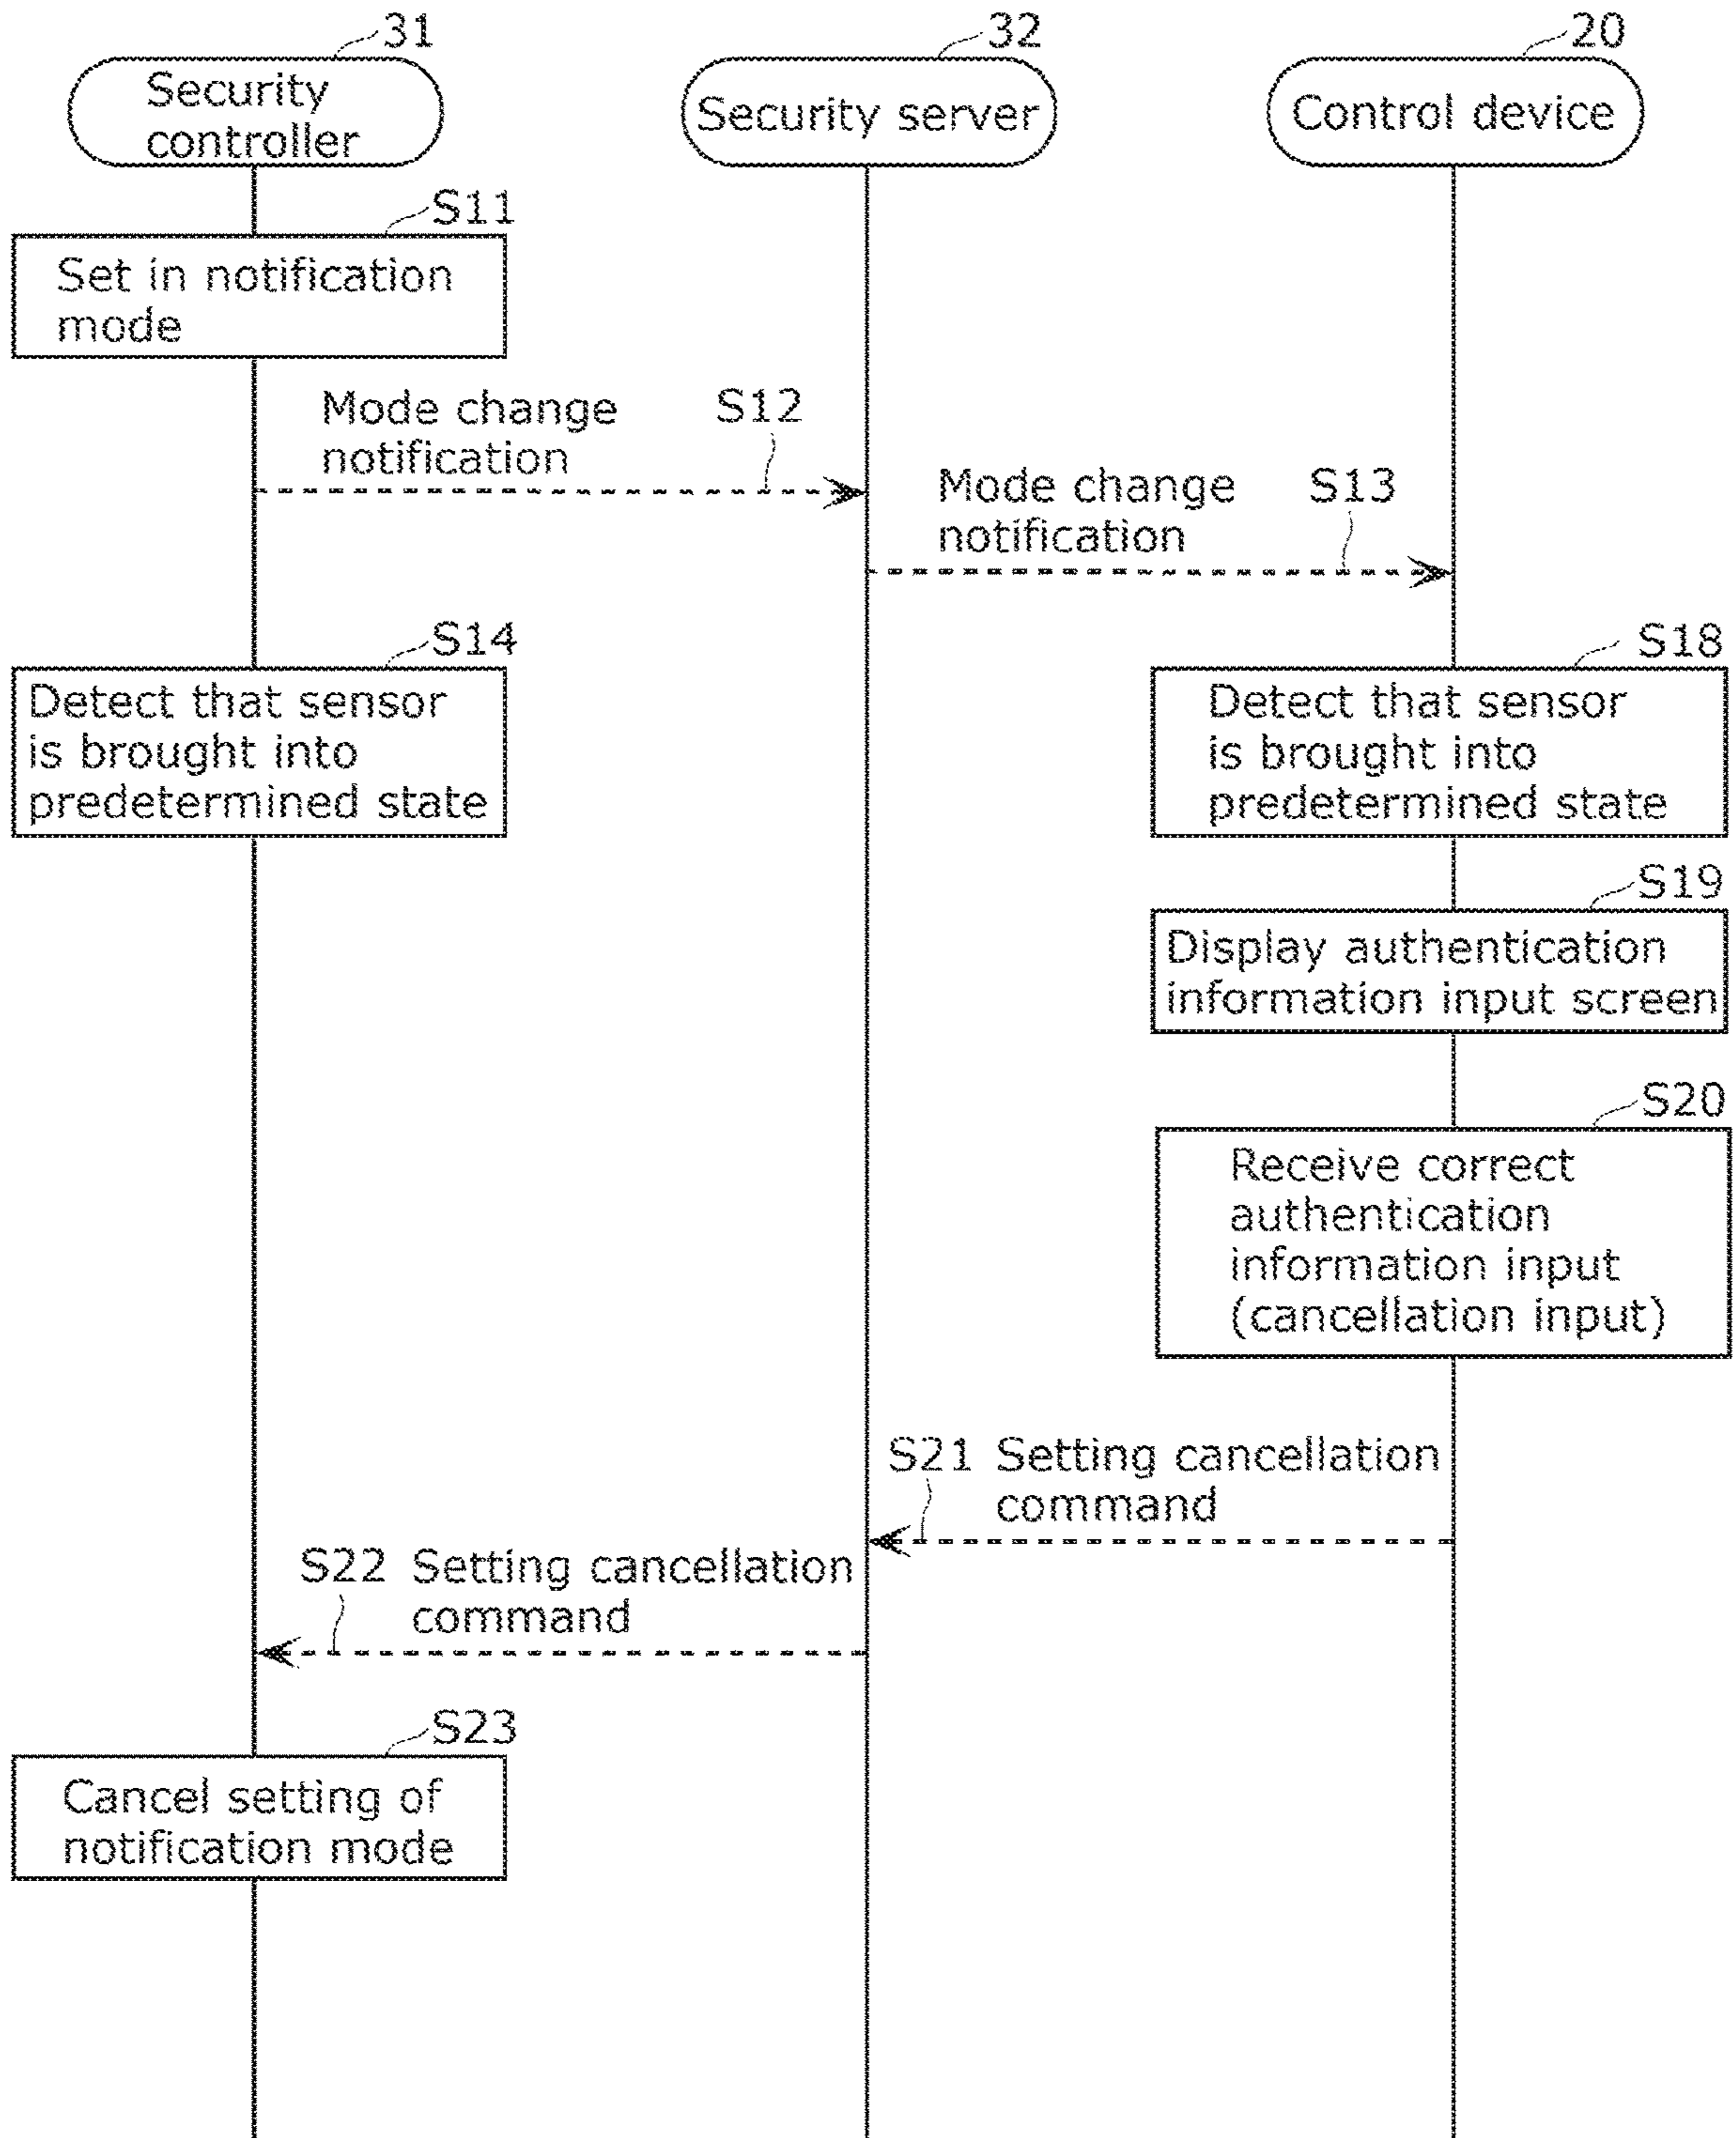 31
Security
controller
32
Security server
20
Control device
S11
Set in notification
mode
Mode change
notification
S12
Mode change
notification
S13
S14
Detect that sensor
is brought into
predetermined state
S18
Detect that sensor
is brought into
predetermined state
S19
Display authentication
information input screen
S20
Receive correct
authentication
information input
(cancellation input)
S21 Setting cancellation
command
S22 Setting cancellation
command
S23
Cancel setting of
notification mode